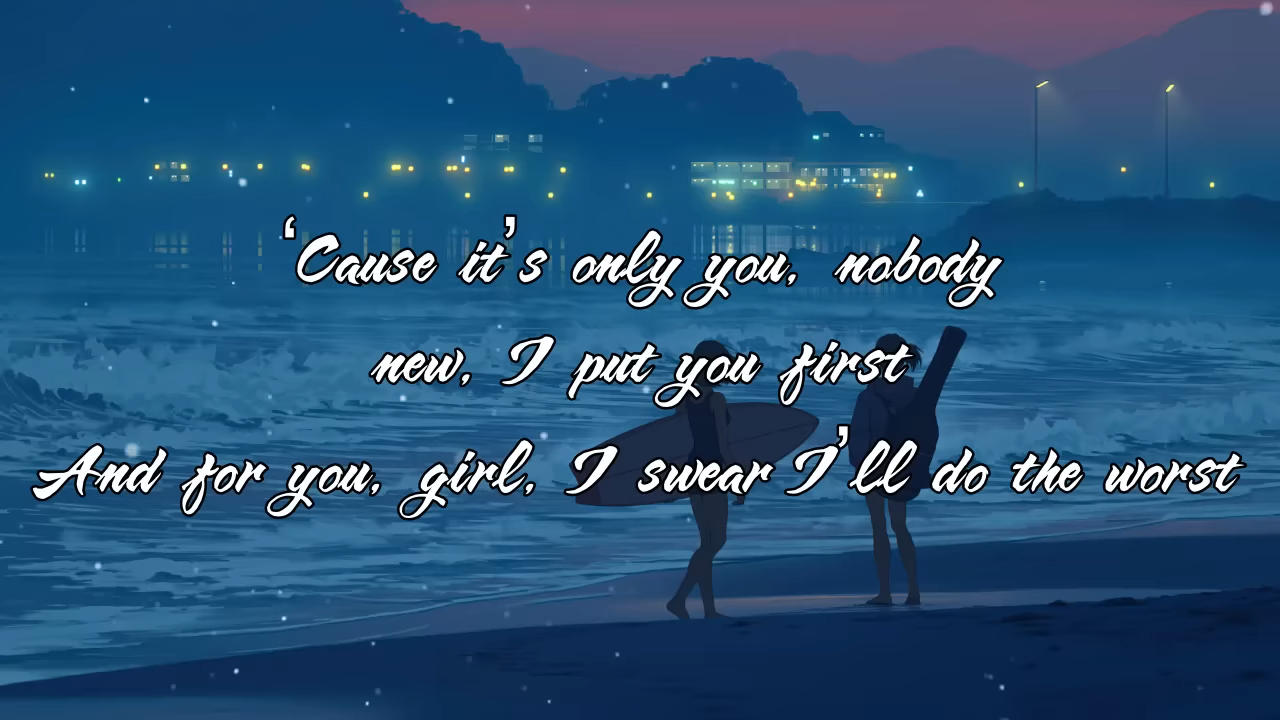 ‘Cause it’s only you, nobody
new, I put you first
And for you, girl, I swear I’ll do the worst